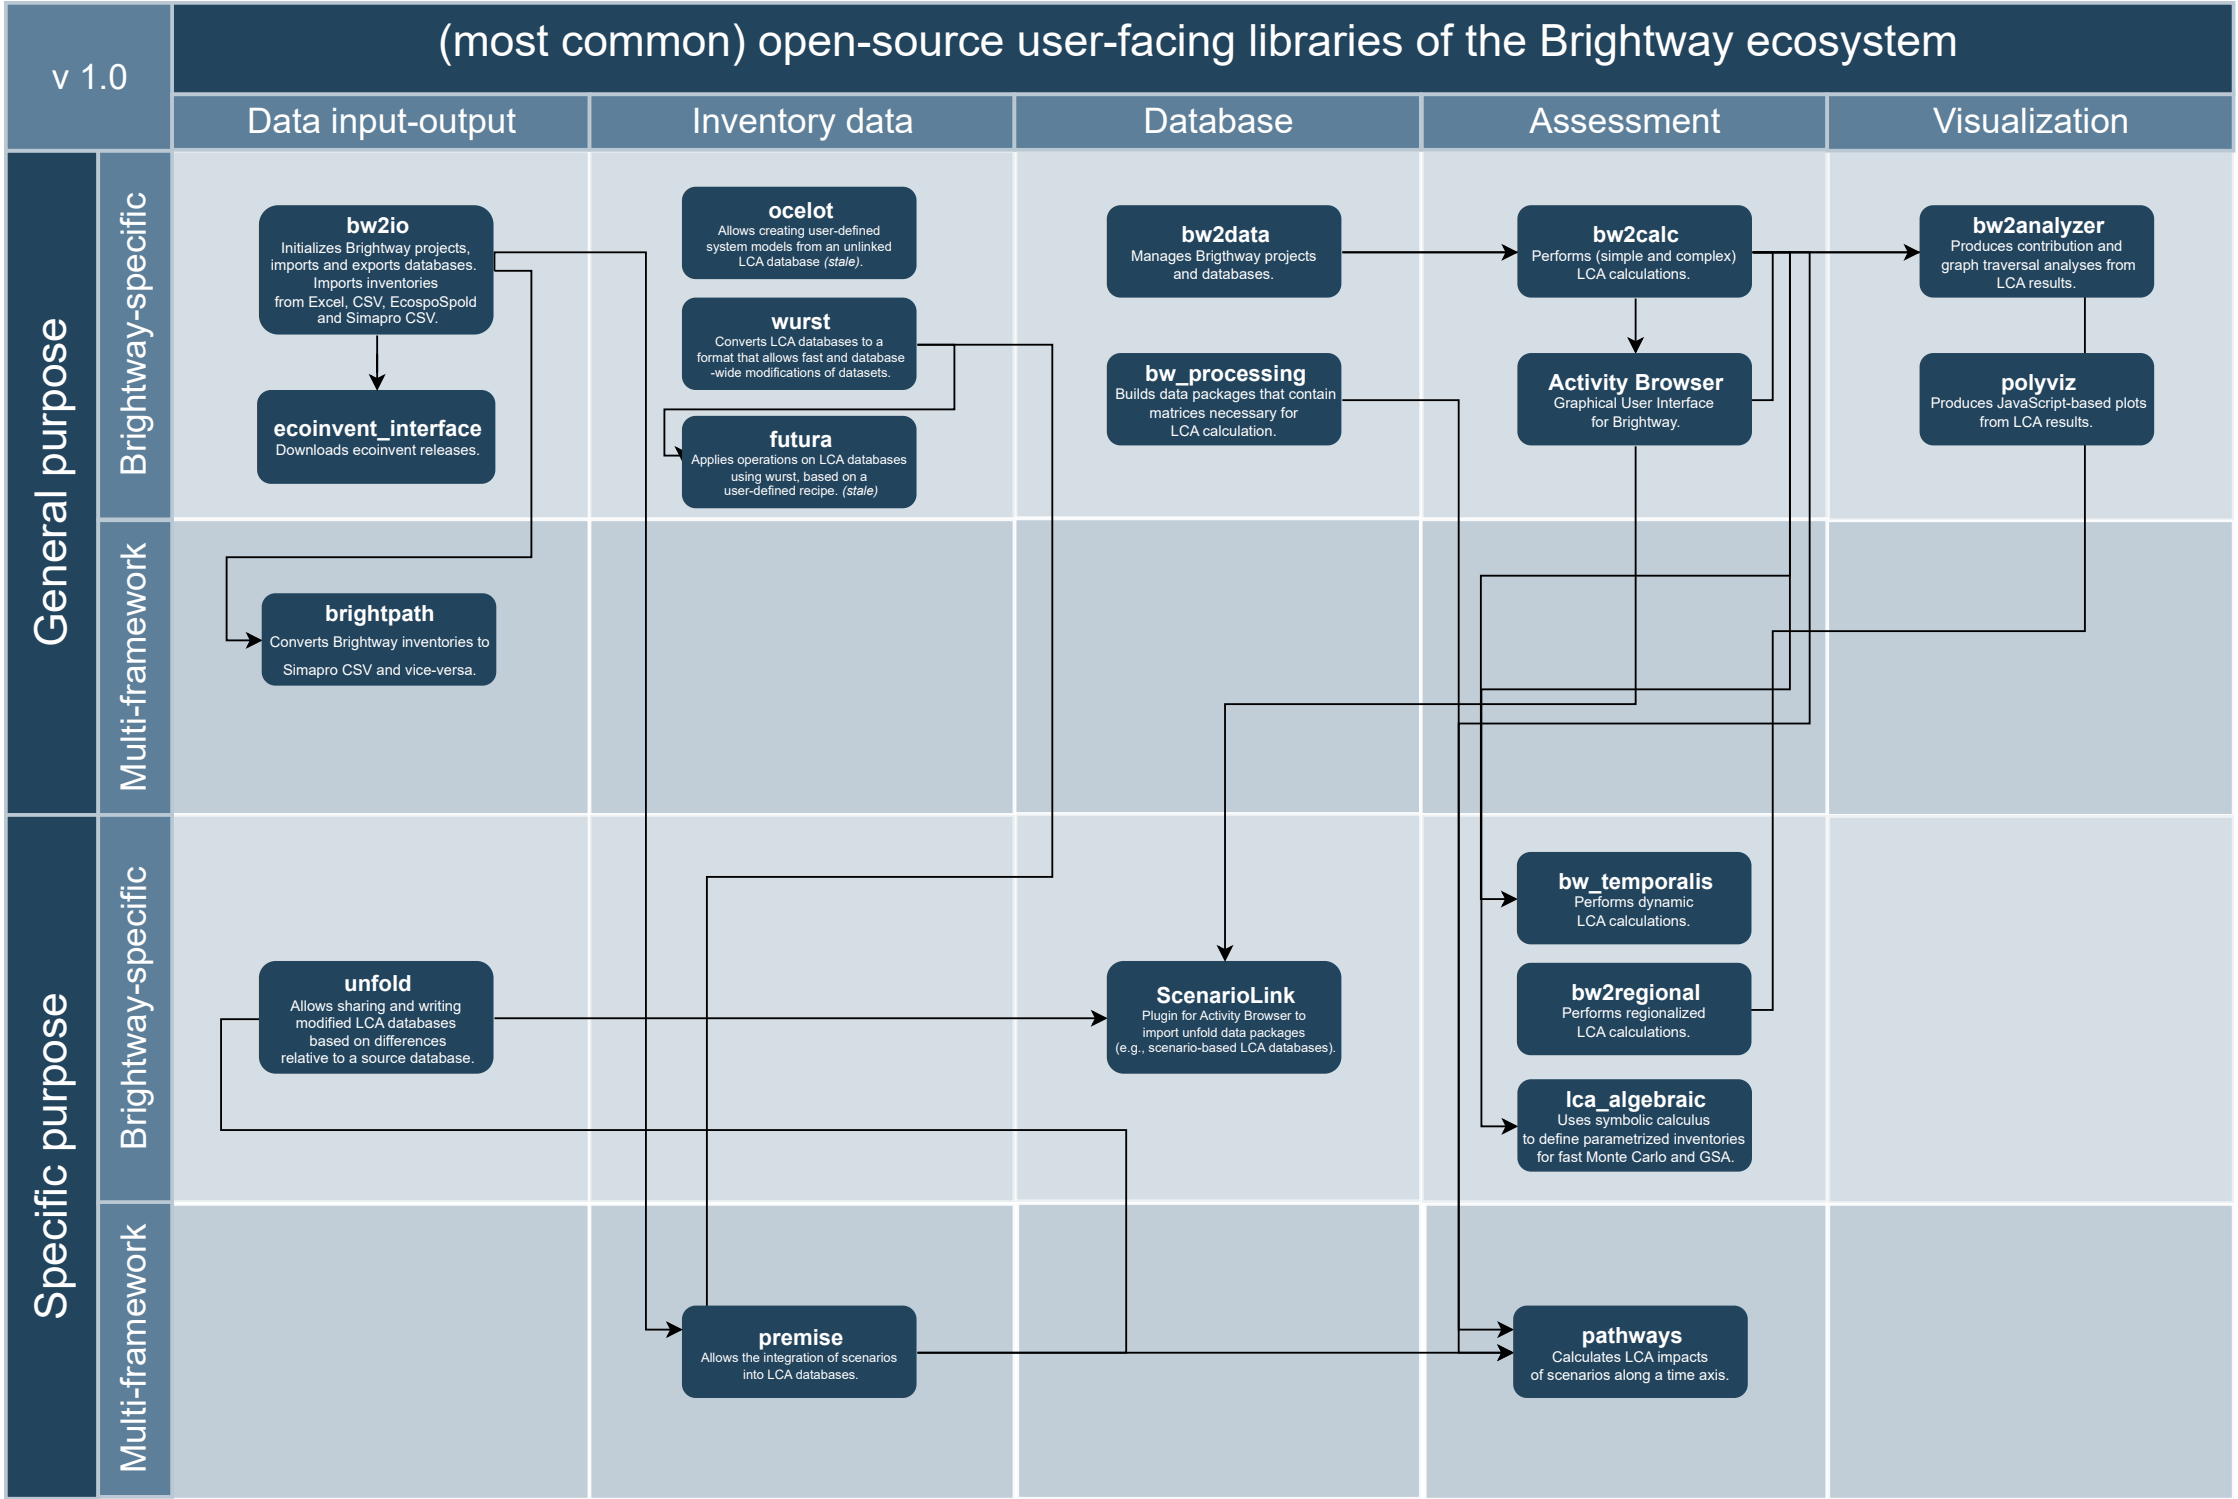 v 1.0
(most common) open-source user-facing libraries of the Brightway ecosystem
Data input-output
Inventory data
Database
Assessment
Visualization
General purpose
Brightway-specific
bw2io
Initializes Brightway projects,
imports and exports databases.
Imports inventories
from Excel, CSV, EcospoSpold
and Simapro CSV.
ecoinvent_interface
Downloads ecoinvent releases.
ocelot
Allows creating user-defined
system models from an unlinked
LCA database (stale).
wurst
Converts LCA databases to a
format that allows fast and database
-wide modifications of datasets.
futura
Applies operations on LCA databases
using wurst, based on a
user-defined recipe. (stale)
bw2data
Manages Brigthway projects
and databases.
bw_processing
Builds data packages that contain
matrices necessary for
LCA calculation.
bw2calc
Performs (simple and complex)
LCA calculations.
Activity Browser
Graphical User Interface
for Brightway.
bw2analyzer
Produces contribution and
graph traversal analyses from
LCA results.
polyviz
Produces JavaScript-based plots
from LCA results.
Multi-framework
brightpath
Converts Brightway inventories to
Simapro CSV and vice-versa.
Specific purpose
Brightway-specific
unfold
Allows sharing and writing
modified LCA databases
based on differences
relative to a source database.
ScenarioLink
Plugin for Activity Browser to
import unfold data packages
(e.g., scenario-based LCA databases).
bw_temporalis
Performs dynamic
LCA calculations.
bw2regional
Performs regionalized
LCA calculations.
lca_algebraic
Uses symbolic calculus
to define parametrized inventories
for fast Monte Carlo and GSA.
Multi-framework
premise
Allows the integration of scenarios
into LCA databases.
pathways
Calculates LCA impacts
of scenarios along a time axis.